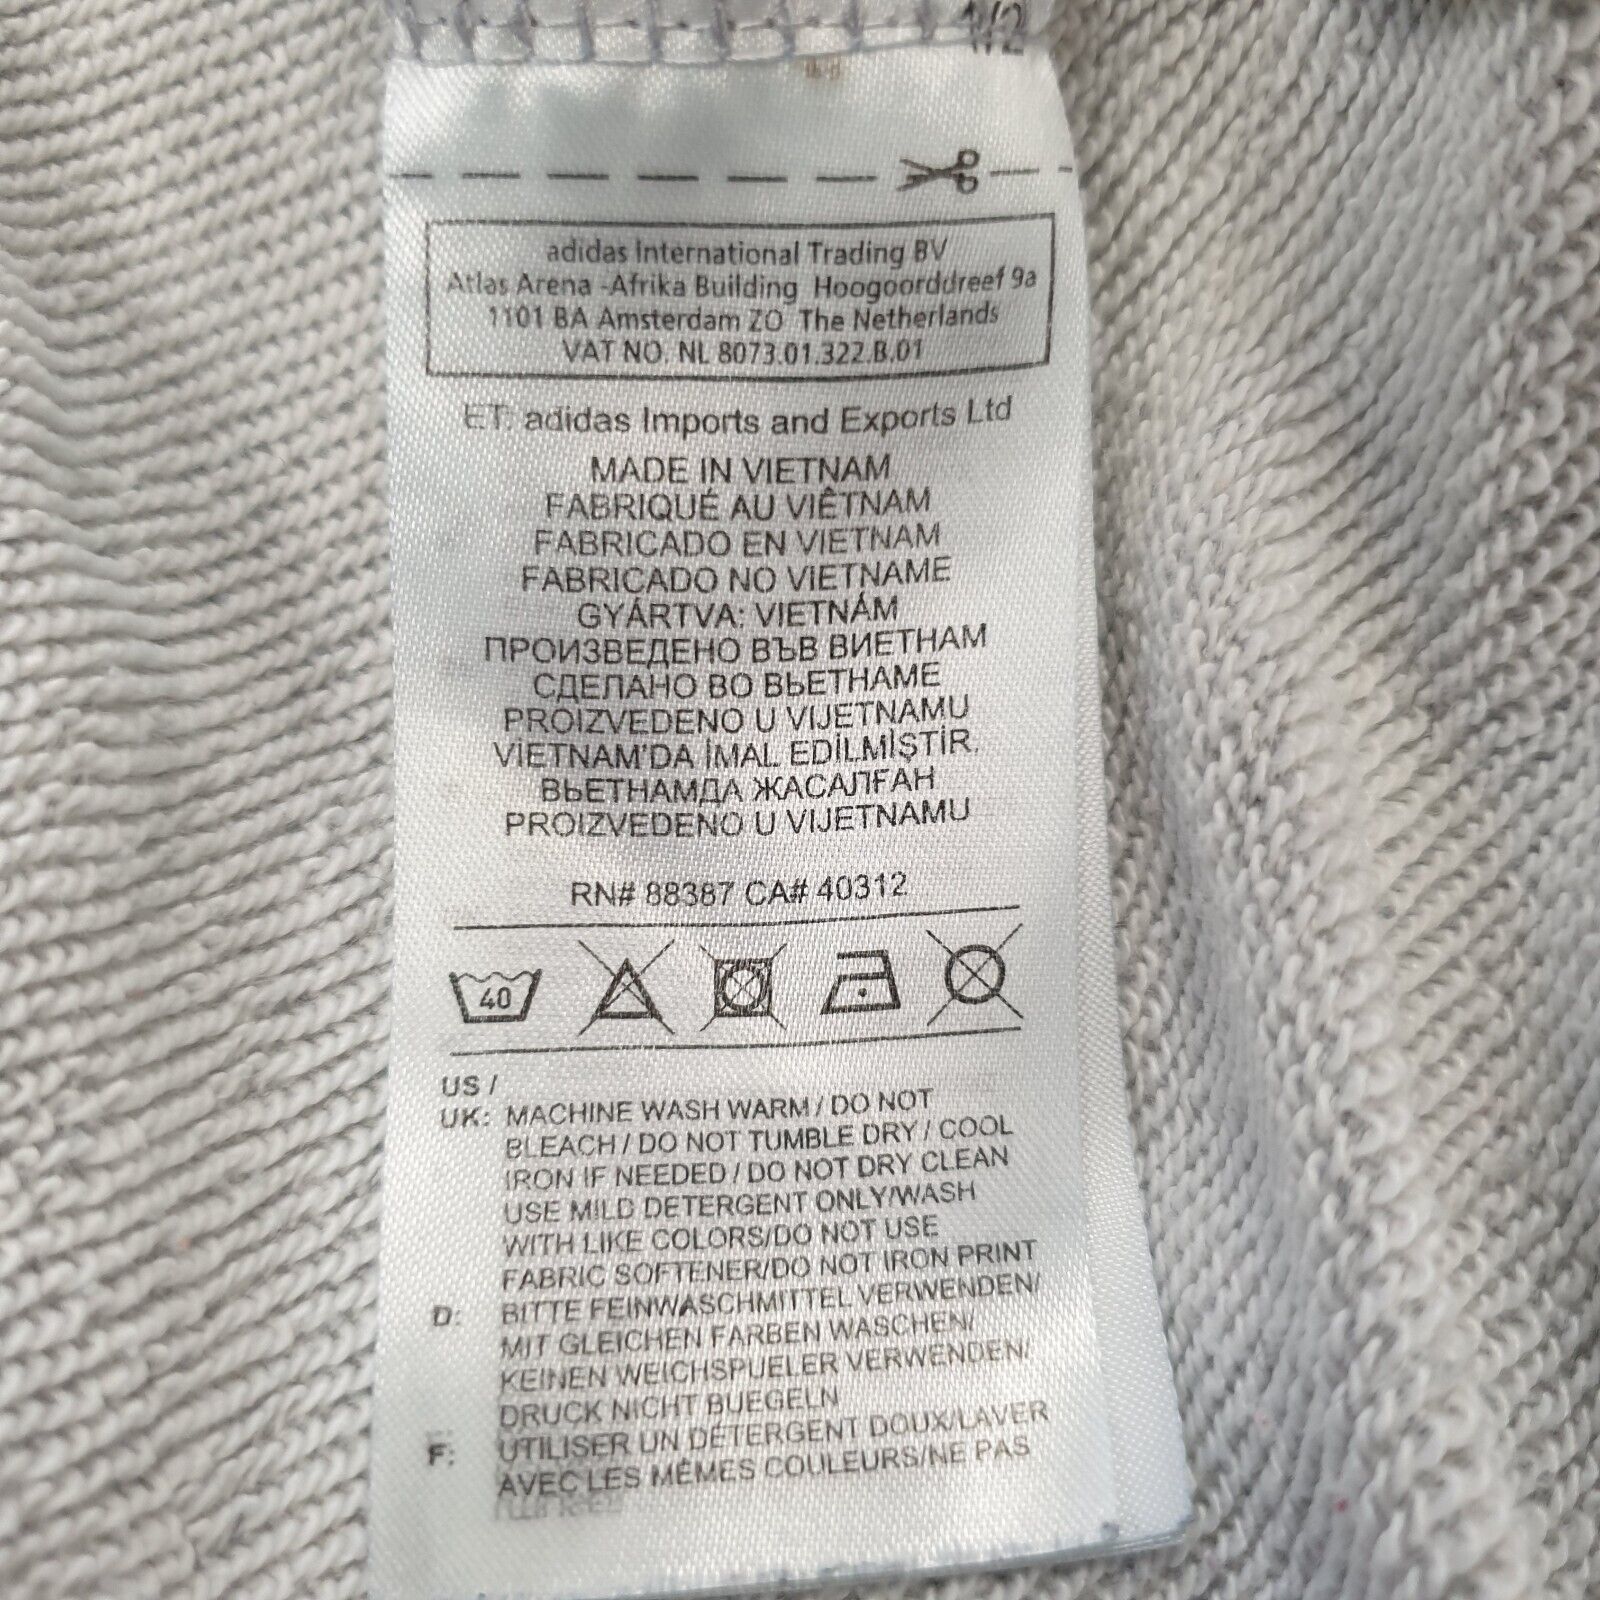 1/2
adidas International Trading BV
Atlas Arena -Afrika Building Hoogoorddreef 9a
1101 BA Amsterdam ZO The Netherlands
VAT NO. NL 8073.01.322.B.01
ET: adidas Imports and Exports Ltd
MADE IN VIETNAM
FABRIQUÉ AU VIÊTNAM
FABRICADO EN VIETNAM
FABRICADO NO VIETNAME
GYÁRTVA: VIETNÁM
ПРОИЗВЕДЕНО ВЪВ ВИЕТНАМ
СДЕЛАНО ВО ВЬЕТНАМЕ
PROIZVEDENO U VIJETNAMU
VİETNAM'DA İMAL EDİLMİŞTİR.
ВЬЕТНАМДА ЖАСАЛҒАН
PROIZVEDENO U VIJETNAMU
RN# 88387 CA# 40312
40
US /
UK: MACHINE WASH WARM / DO NOT
BLEACH / DO NOT TUMBLE DRY / COOL
IRON IF NEEDED / DO NOT DRY CLEAN
USE MILD DETERGENT ONLY/WASH
WITH LIKE COLORS/DO NOT USE
FABRIC SOFTENER/DO NOT IRON PRINT
D: BITTE FEINWASCHMITTEL VERWENDEN/
MIT GLEICHEN FARBEN WASCHEN/
KEINEN WEICHSPUELER VERWENDEN/
DRUCK NICHT BUEGELN
F: UTILISER UN DÉTERGENT DOUX/LAVER
AVEC LES MÊMES COULEURS/NE PAS